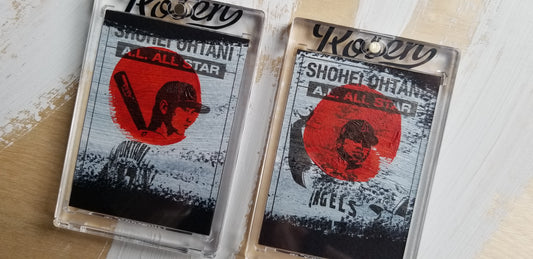 Rosen
SHOHEI OHTANI
A.L. ALL STAR
Rosen
SHOHEI OHTANI
A.L. ALL STAR
ANGELS